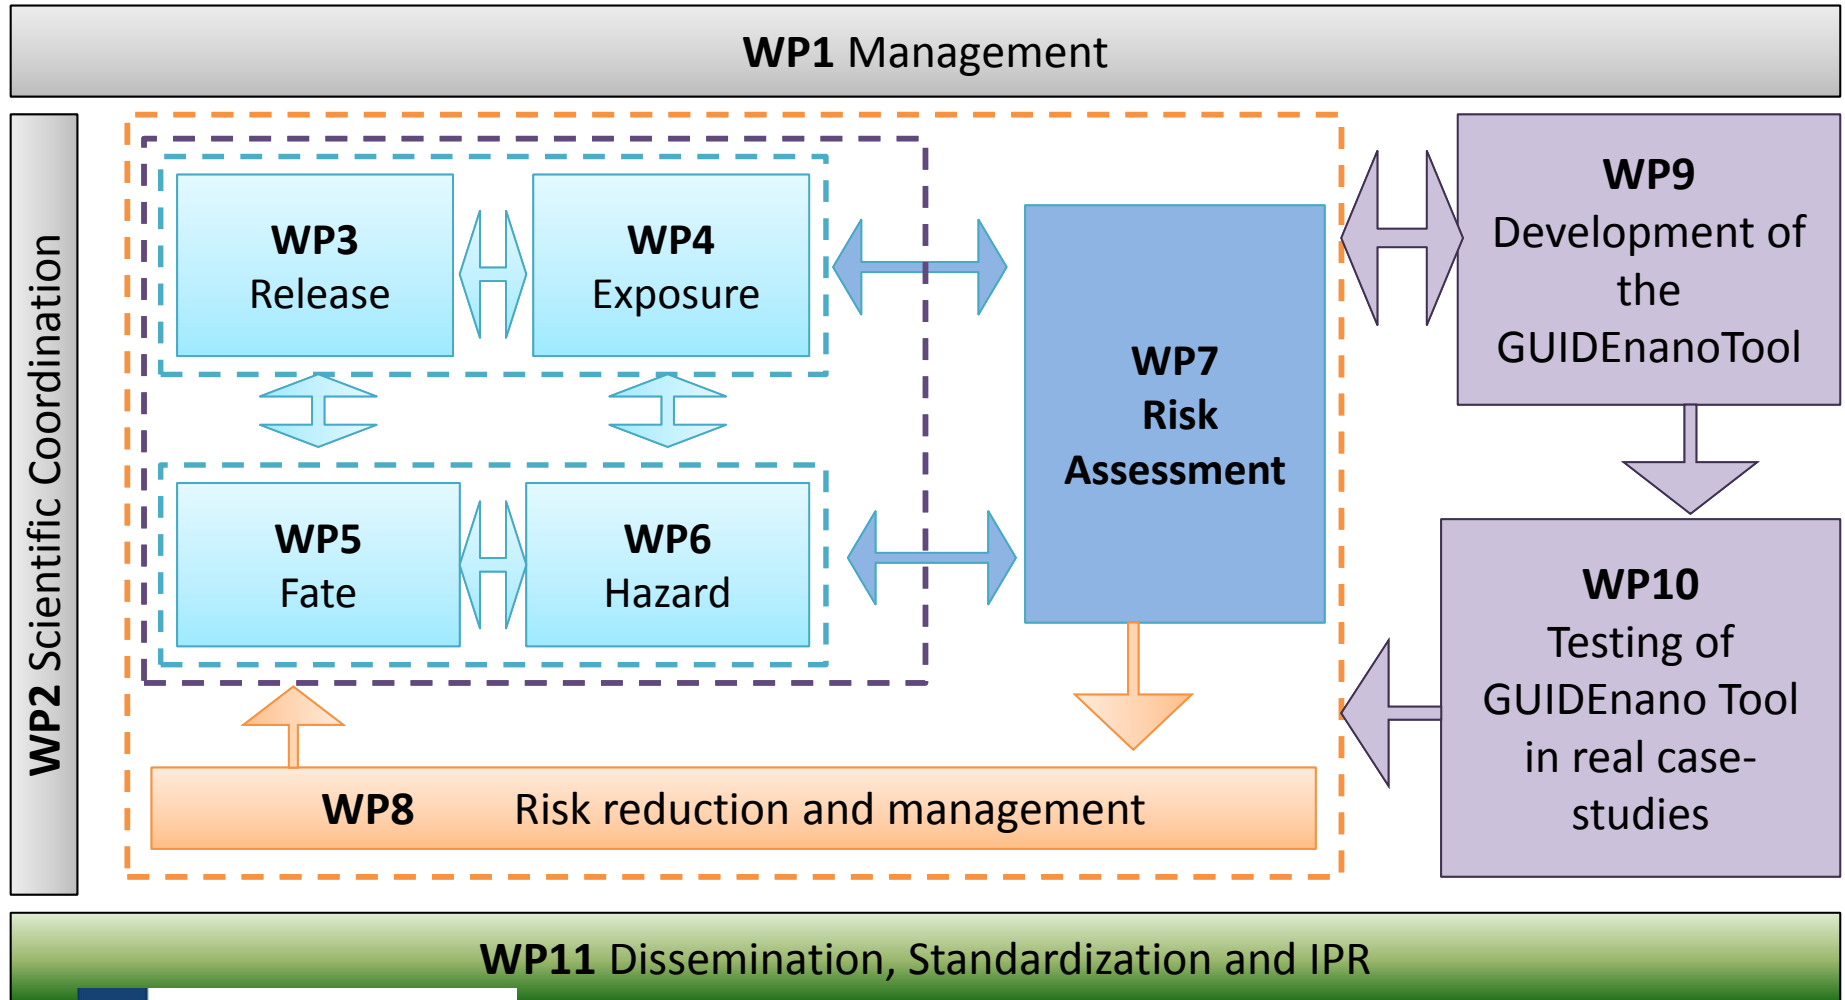 WP1 Management
WP2 Scientific Coordination
WP3
Release
WP4
Exposure
WP5
Fate
WP6
Hazard
WP7
Risk
Assessment
WP8 Risk reduction and management
WP9
Development of
the
GUIDEnanoTool
WP10
Testing of
GUIDEnano Tool
in real case-
studies
WP11 Dissemination, Standardization and IPR